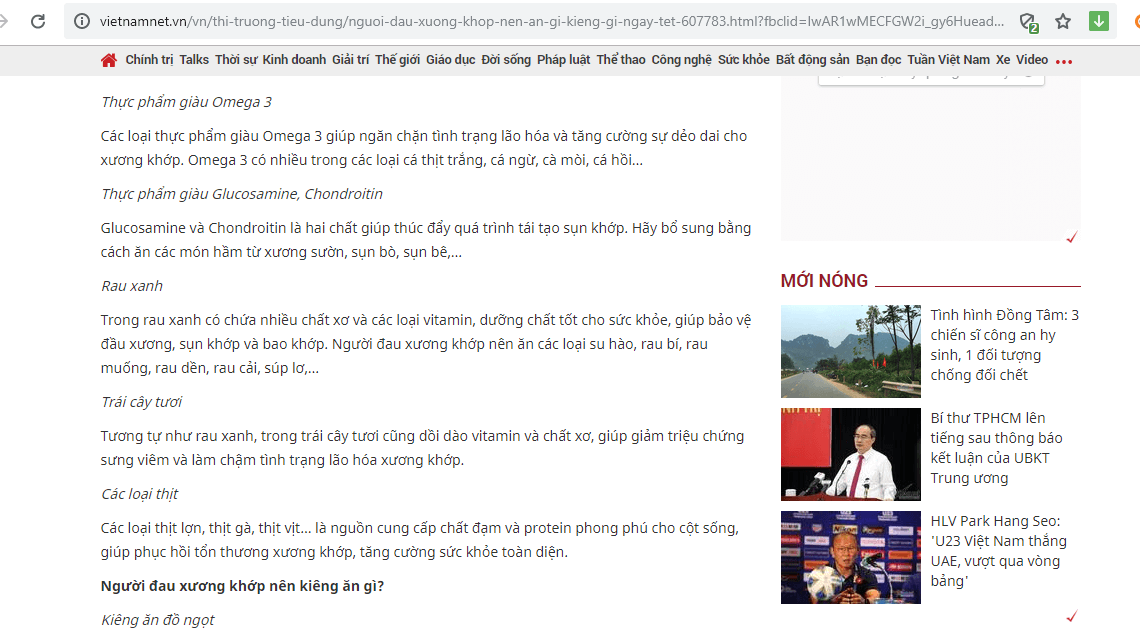 vietnamnet.vn/vn/thi-truong-tieu-dung/nguoi-dau-xuong-khop-nen-an-gi-kieng-gi-ngay-tet-607783.html?fbclid=IwAR1wMECFGW2i_gy6Huead...
2
Chính trị Talks Thời sự Kinh doanh Giải trí Thế giới Giáo dục Đời sống Pháp luật Thể thao Công nghệ Sức khỏe Bất động sản Bạn đọc Tuần Việt Nam Xe Video
Thực phẩm giàu Omega 3
Các loại thực phẩm giàu Omega 3 giúp ngăn chặn tình trạng lão hóa và tăng cường sự dẻo dai cho
xương khớp. Omega 3 có nhiều trong các loại cá thịt trắng, cá ngừ, cà mòi, cá hồi...
Thực phẩm giàu Glucosamine, Chondroitin
Glucosamine và Chondroitin là hai chất giúp thúc đẩy quá trình tái tạo sụn khớp. Hãy bổ sung bằng
cách ăn các món hầm từ xương sườn, sụn bò, sụn bê,...
Rau xanh
Trong rau xanh có chứa nhiều chất xơ và các loại vitamin, dưỡng chất tốt cho sức khỏe, giúp bảo vệ
đầu xương, sụn khớp và bao khớp. Người đau xương khớp nên ăn các loại su hào, rau bí, rau
muống, rau dền, rau cải, súp lơ,...
Trái cây tươi
Tương tự như rau xanh, trong trái cây tươi cũng dồi dào vitamin và chất xơ, giúp giảm triệu chứng
sưng viêm và làm chậm tình trạng lão hóa xương khớp.
Các loại thịt
Các loại thịt lợn, thịt gà, thịt vịt... là nguồn cung cấp chất đạm và protein phong phú cho cột sống,
giúp phục hồi tổn thương xương khớp, tăng cường sức khỏe toàn diện.
Người đau xương khớp nên kiêng ăn gì?
Kiêng ăn đồ ngọt
MỚI NÓNG
Tình hình Đồng Tâm: 3
chiến sĩ công an hy
sinh, 1 đối tượng
chống đối chết
Bí thư TPHCM lên
tiếng sau thông báo
kết luận của UBKT
Trung ương
HLV Park Hang Seo:
'U23 Việt Nam thắng
UAE, vượt qua vòng
bảng'